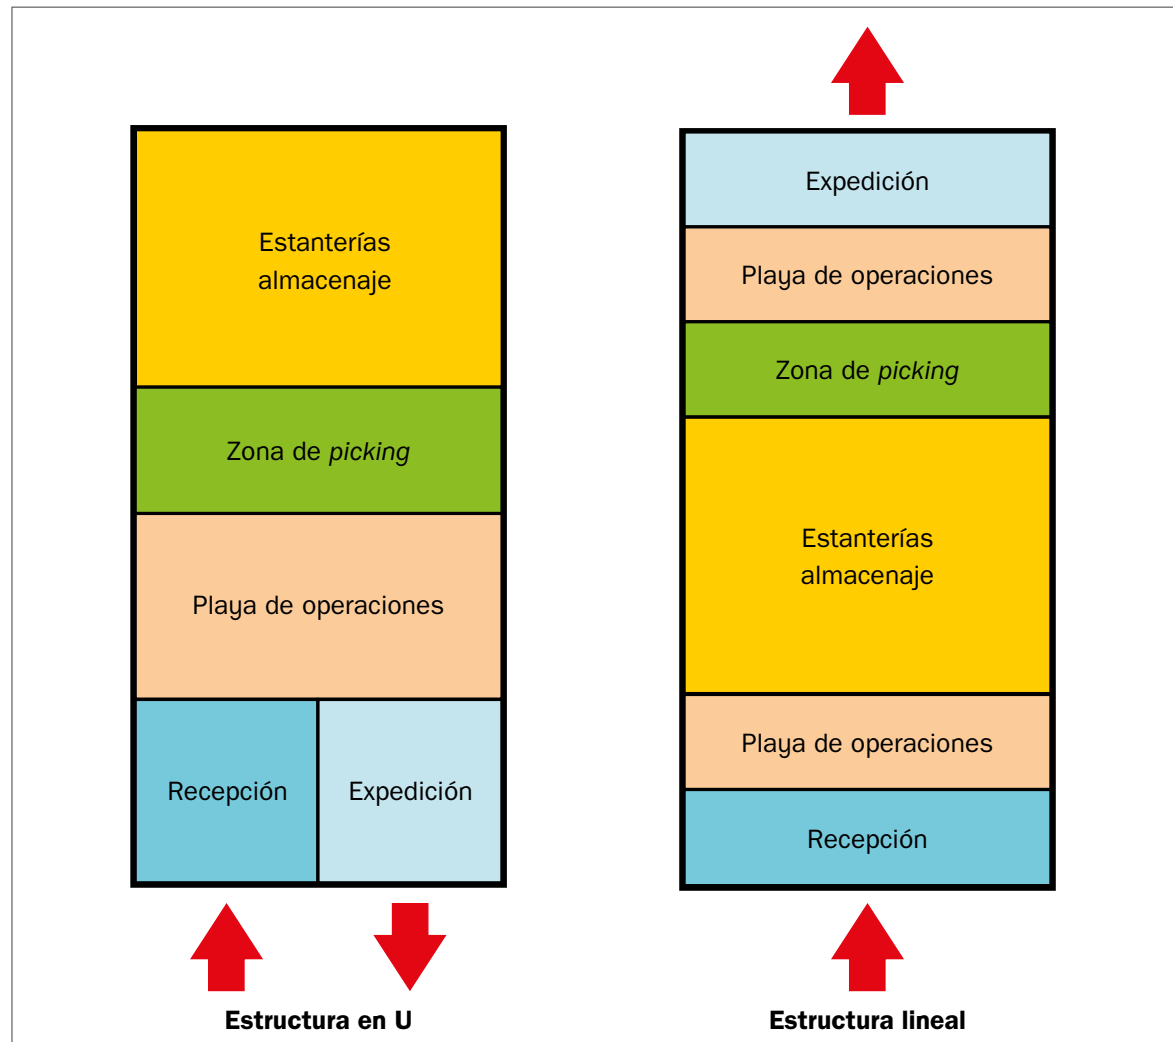 Estanterías
almacenaje
Zona de picking
Playa de operaciones
Recepción
Expedición
Estructura en U
Expedición
Playa de operaciones
Zona de picking
Estanterías
almacenaje
Playa de operaciones
Recepción
Estructura lineal